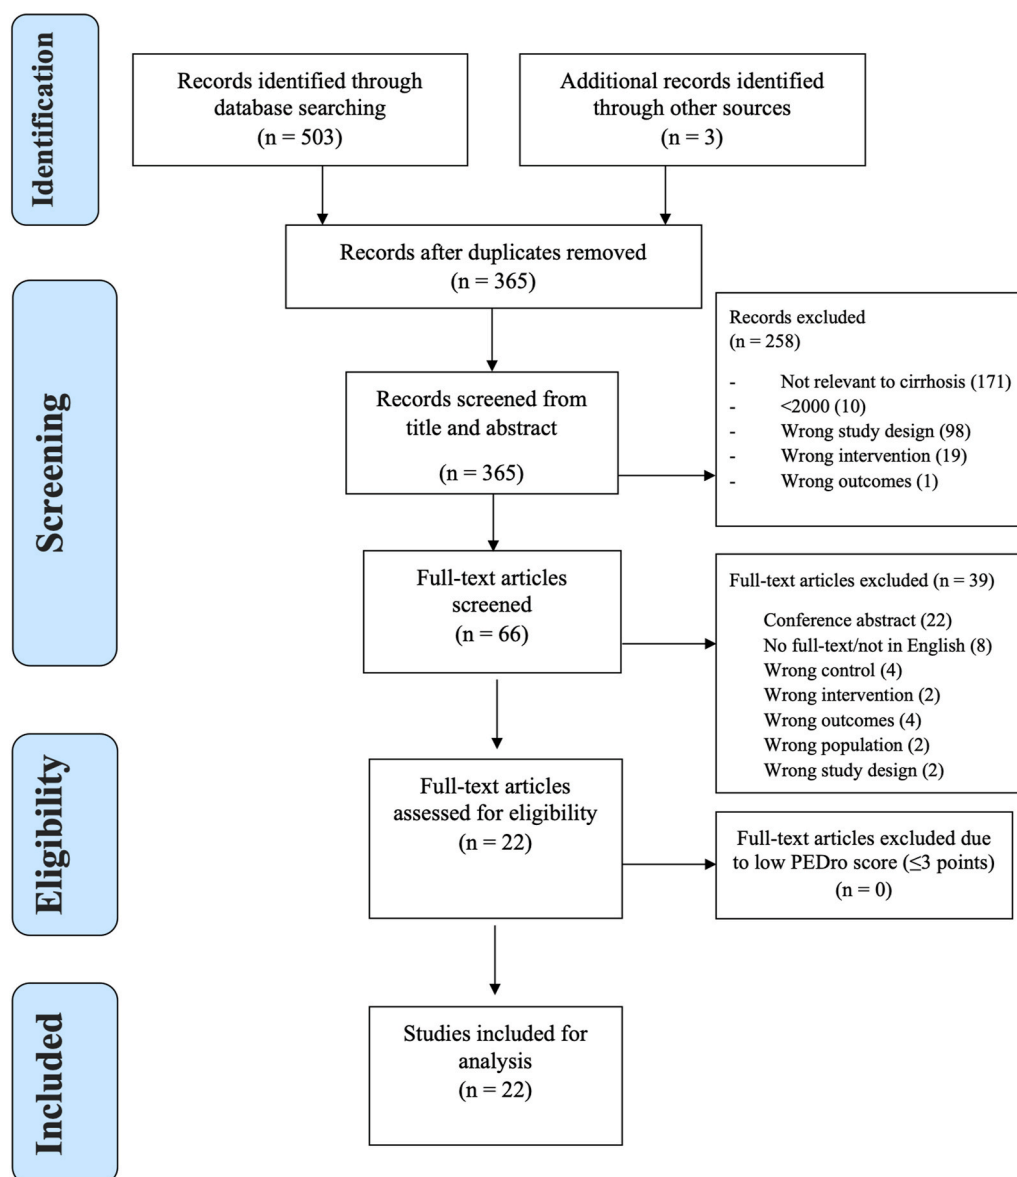 Identification
Records identified through
database searching
(n = 503)
Additional records identified
through other sources
(n = 3)
Records after duplicates removed
(n = 365)
Screening
Records screened from
title and abstract
(n = 365)
Records excluded
(n = 258)
- Not relevant to cirrhosis (171)
- <2000 (10)
- Wrong study design (98)
- Wrong intervention (19)
- Wrong outcomes (1)
Full-text articles
screened
(n = 66)
Full-text articles excluded (n = 39)
Conference abstract (22)
No full-text/not in English (8)
Wrong control (4)
Wrong intervention (2)
Wrong outcomes (4)
Wrong population (2)
Wrong study design (2)
Eligibility
Full-text articles
assessed for eligibility
(n = 22)
Full-text articles excluded due
to low PEDro score (≤3 points)
(n = 0)
Included
Studies included for
analysis
(n = 22)